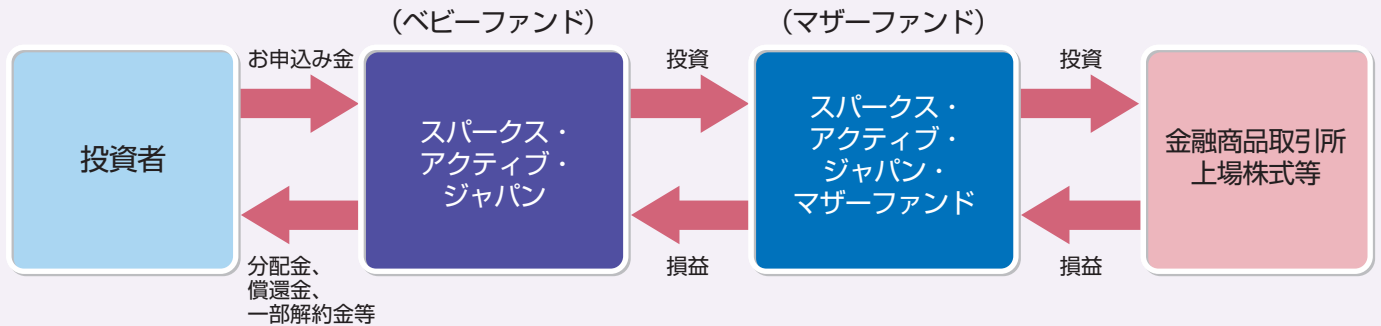 （ベビーファンド）
（マザーファンド）
お申込み金
投資
投資
投資者
スパークス・
アクティブ・
ジャパン
スパークス・
アクティブ・
ジャパン・
マザーファンド
金融商品取引所
上場株式等
分配金、
償還金、
一部解約金等
損益
損益